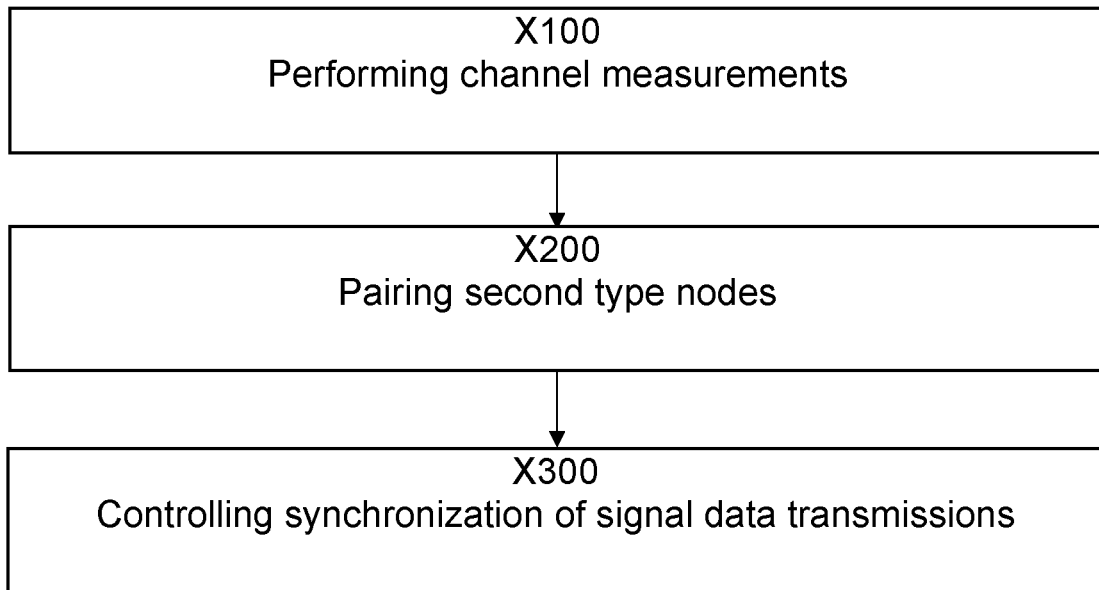 X100
Performing channel measurements
X200
Pairing second type nodes
X300
Controlling synchronization of signal data transmissions